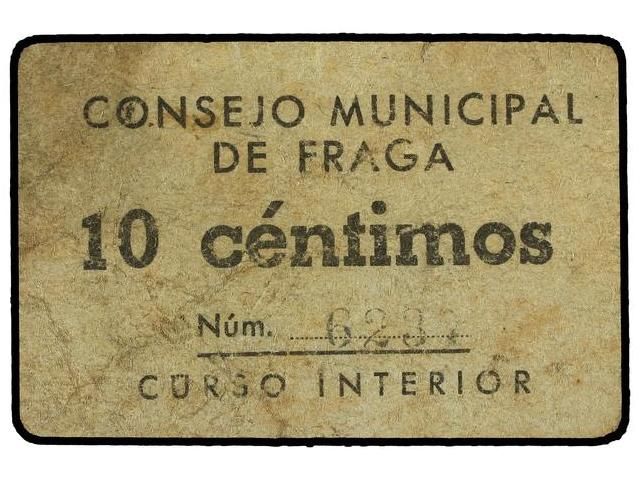 CONSEJO MUNICIPAL
DE FRAGA
10 céntimos
Núm.
CURSO INTERIOR